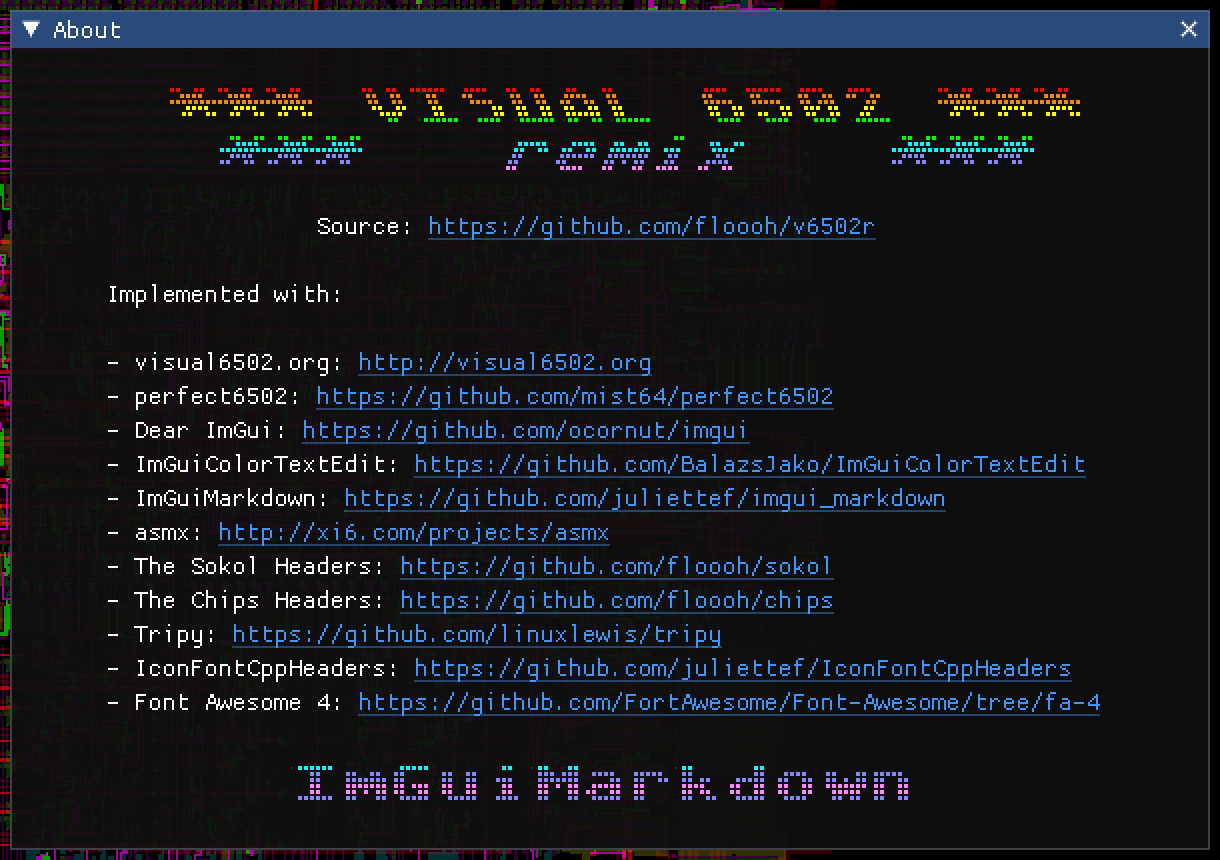 About
*** VISUAL 6502 ***
*** remix ***
Source: https://github.com/floooh/v6502r
Implemented with:
- visual6502.org: http://visual6502.org
- perfect6502: https://github.com/mist64/perfect6502
- Dear ImGui: https://github.com/ocornut/imgui
- ImGuiColorTextEdit: https://github.com/BalazsJako/ImGuiColorTextEdit
- ImGuiMarkdown: https://github.com/juliettef/imgui_markdown
- asmx: http://xi6.com/projects/asmx
- The Sokol Headers: https://github.com/floooh/sokol
- The Chips Headers: https://github.com/floooh/chips
- Tripy: https://github.com/linuxlewis/tripy
- IconFontCppHeaders: https://github.com/juliettef/IconFontCppHeaders
- Font Awesome 4: https://github.com/FortAwesome/Font-Awesome/tree/fa-4
ImGuiMarkdown